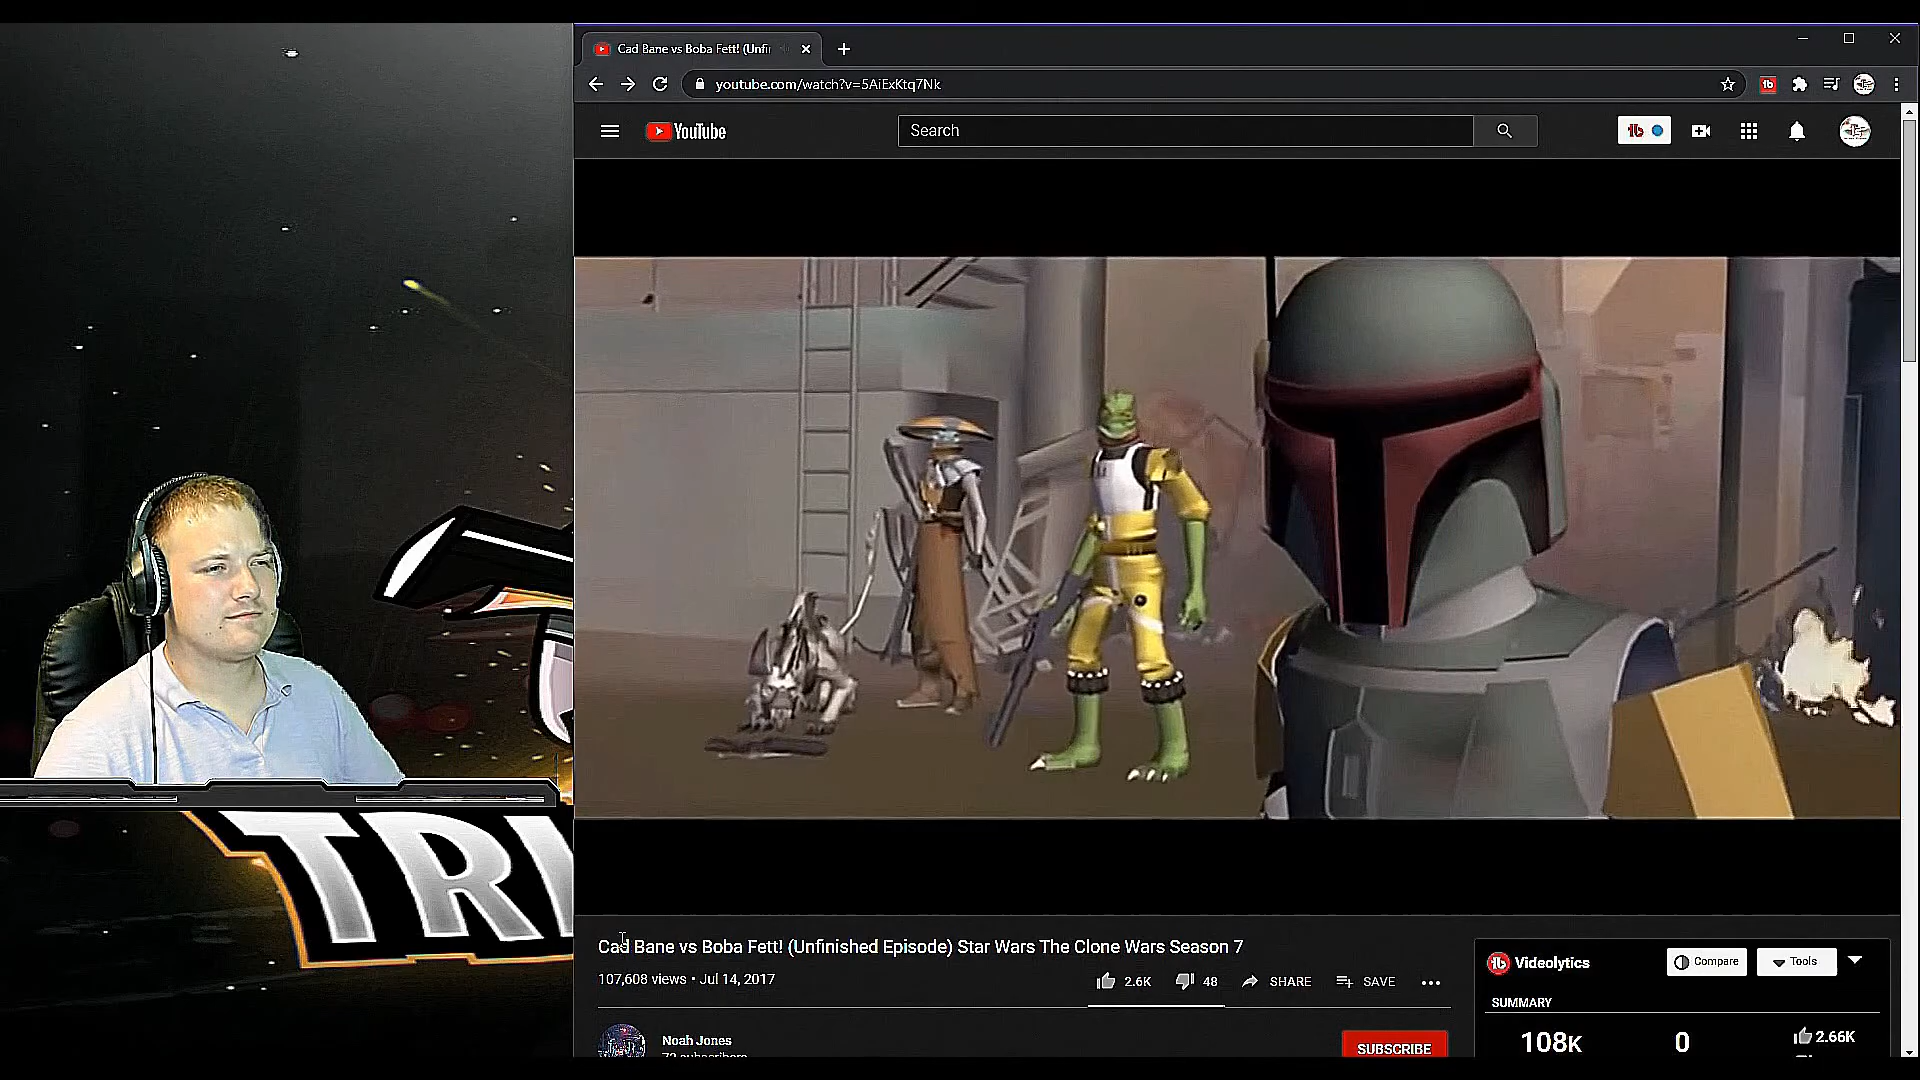 Cad Bane vs Boba Fett! (Unfi
youtube.com/watch?v=5AiExKtq7Nk
YouTube
Search
TRI
Cad Bane vs Boba Fett! (Unfinished Episode) Star Wars The Clone Wars Season 7
107,608 views • Jul 14, 2017
2.6K
48
SHARE
SAVE
Noah Jones
SUBSCRIBE
Videolytics
Compare
Tools
SUMMARY
108K
0
2.66K